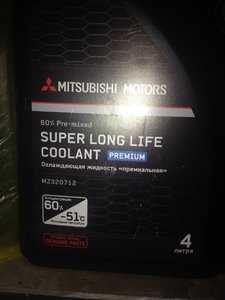 MITSUBISHI MOTORS
60% Pre-mixed
SUPER LONG LIFE
COOLANT PREMIUM
Охлаждающая жидкость «премиальная»
MZ320712
60%
-51°C
GENUINE PARTS
4
литра